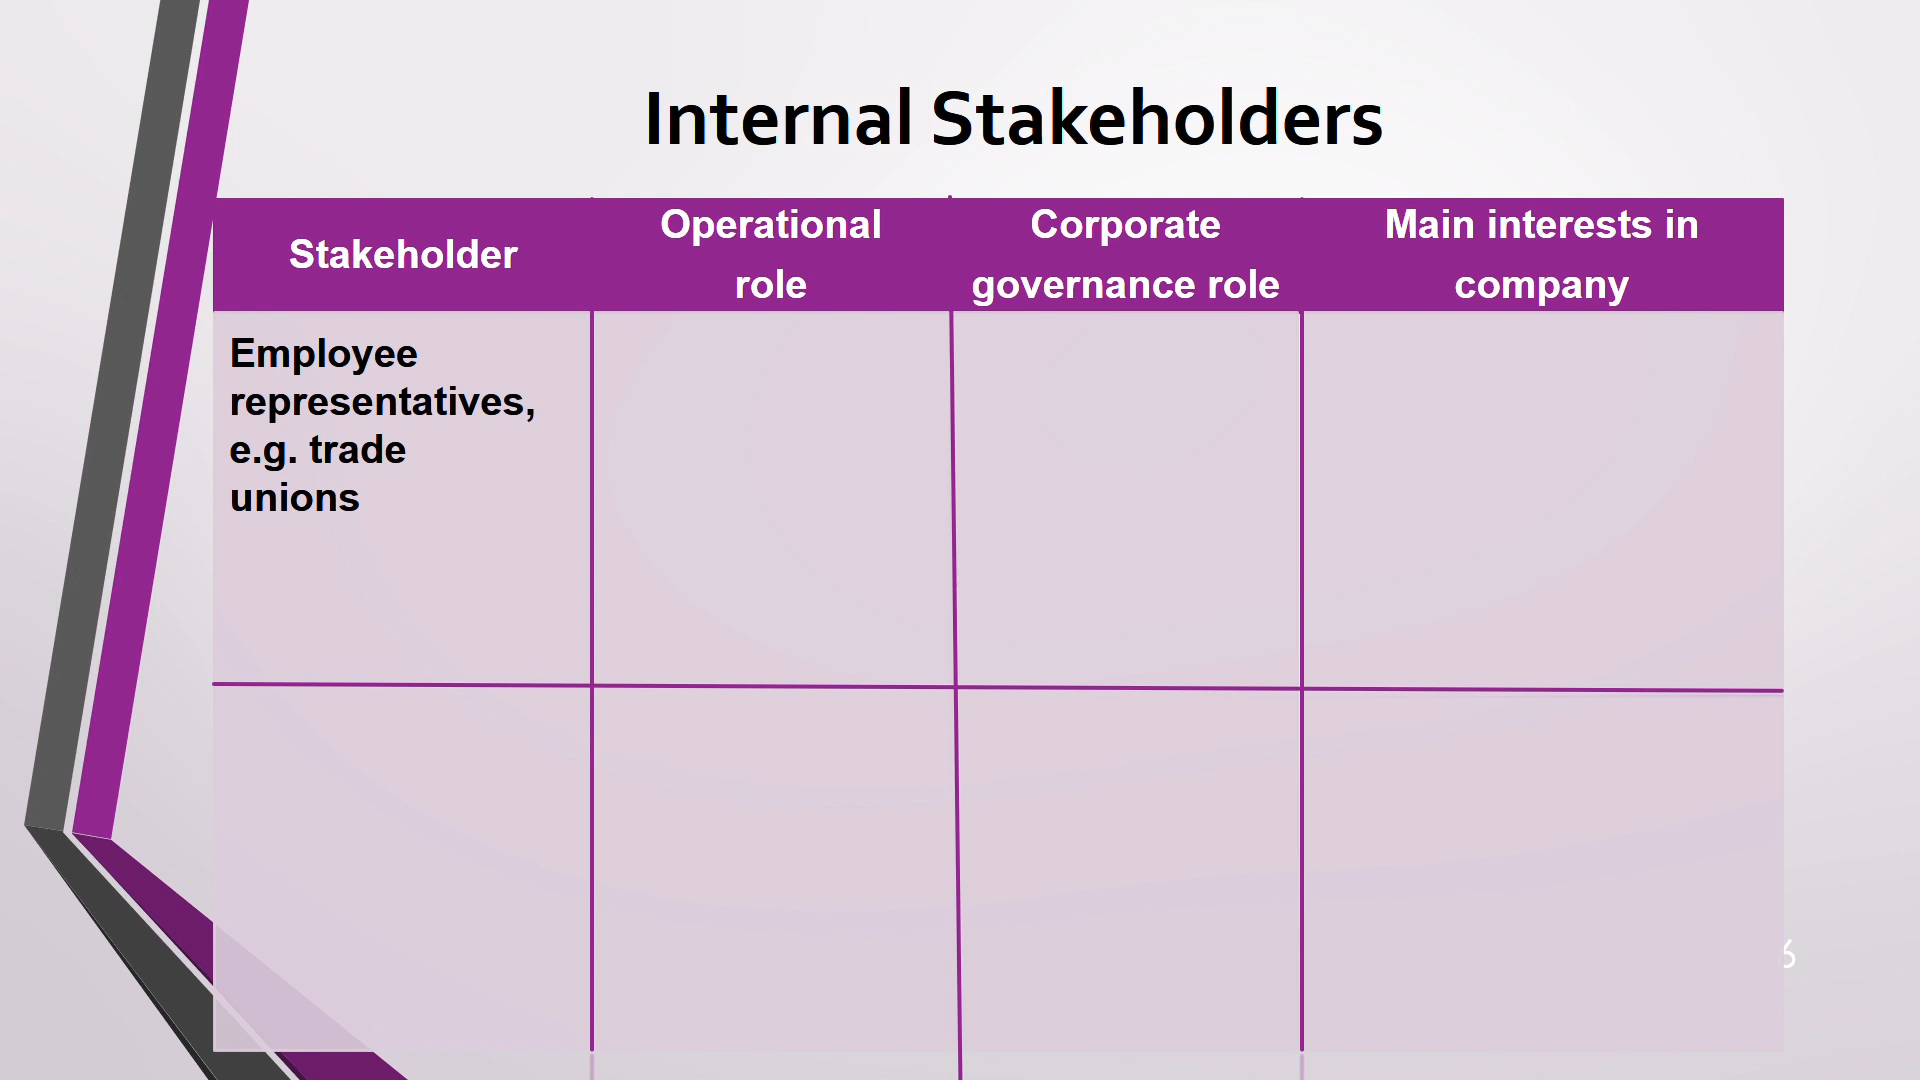 Internal Stakeholders
Stakeholder
Operational
role
Corporate
governance role
Main interests in
company
Employee
representatives,
e.g. trade
unions